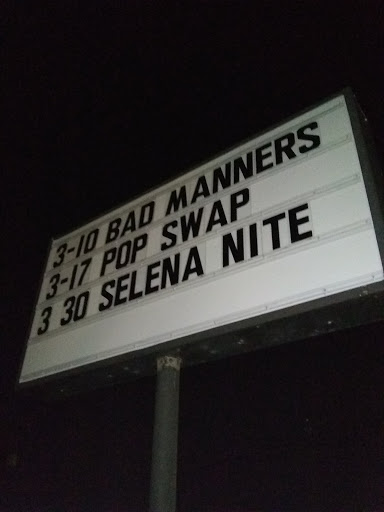 3-10 BAD MANNERS
3-17 POP SWAP
3 30 SELENA NITE